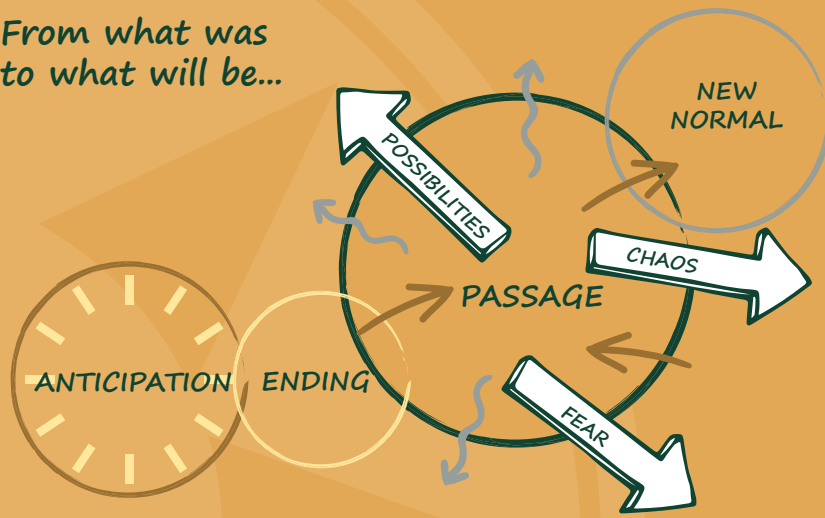 From what was
to what will be...
NEW
NORMAL
POSSIBILITIES
CHAOS
PASSAGE
ANTICIPATION
ENDING
FEAR